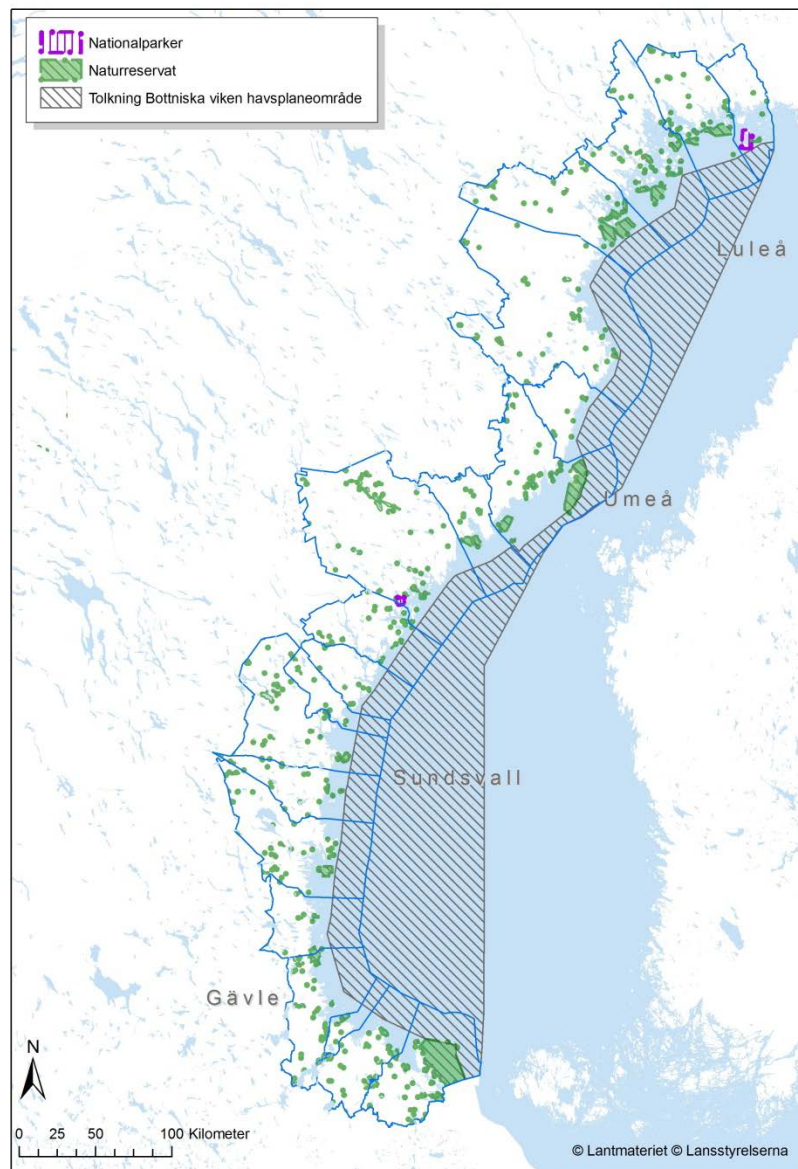 Nationalparker
Naturreservat
Tolkning Bottniska viken havsplaneområde
Luleå
Umeå
Sundsvall
Gävle
N
0 25 50 100 Kilometer
© Lantmateriet © Lansstyrelserna